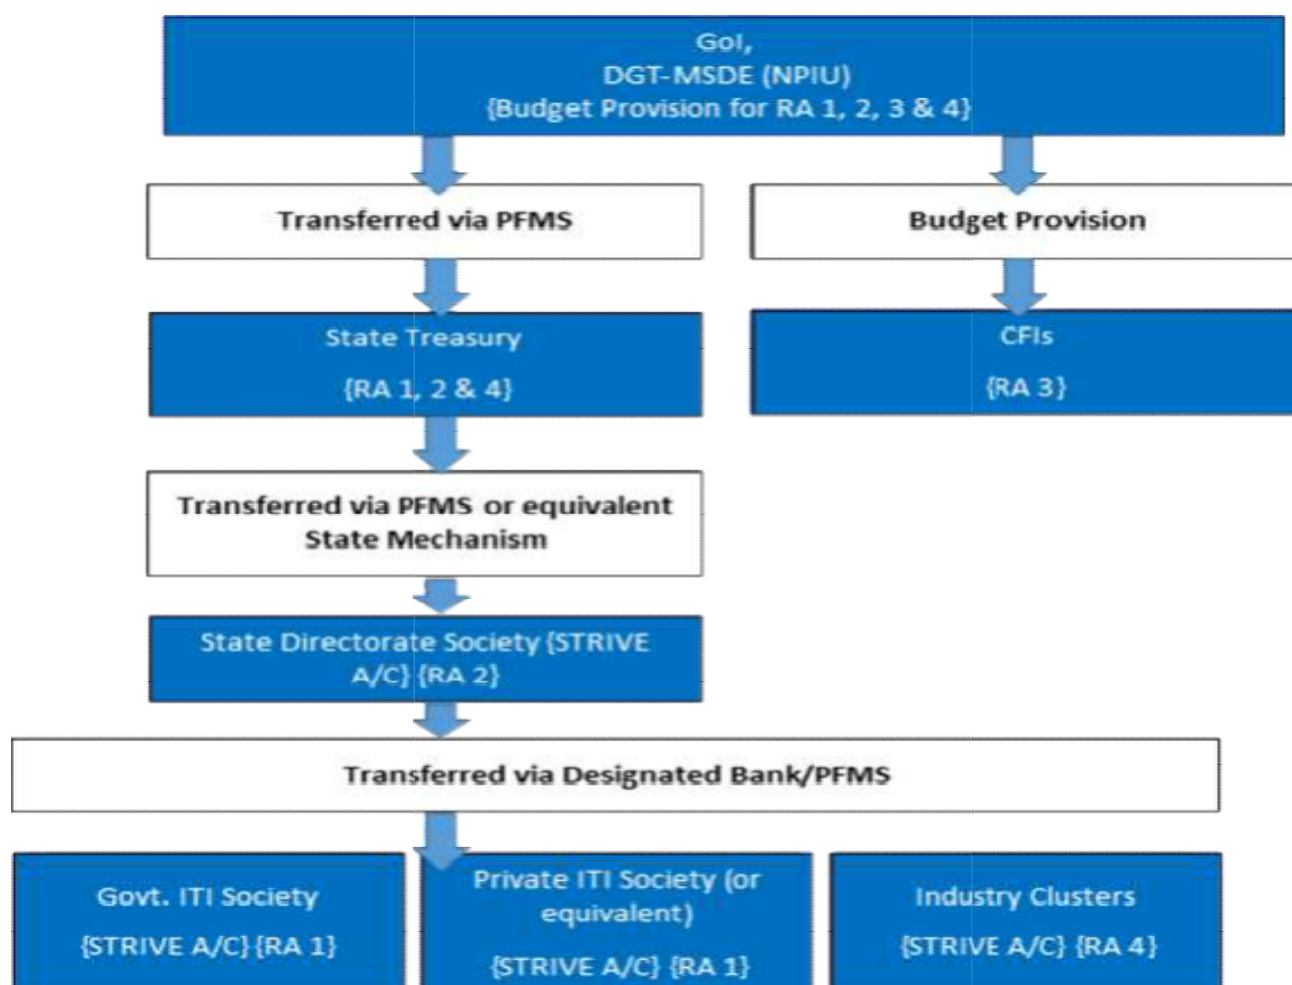 GoI,
DGT-MSDE (NPIU)
{Budget Provision for RA 1, 2, 3 & 4}
Transferred via PFMS
Budget Provision
State Treasury
{RA 1, 2 & 4}
CFIs
{RA 3}
Transferred via PFMS or equivalent
State Mechanism
State Directorate Society {STRIVE
A/C} {RA 2}
Transferred via Designated Bank/PFMS
Govt. ITI Society
{STRIVE A/C} {RA 1}
Private ITI Society (or
equivalent)
{STRIVE A/C} {RA 1}
Industry Clusters
{STRIVE A/C} {RA 4}